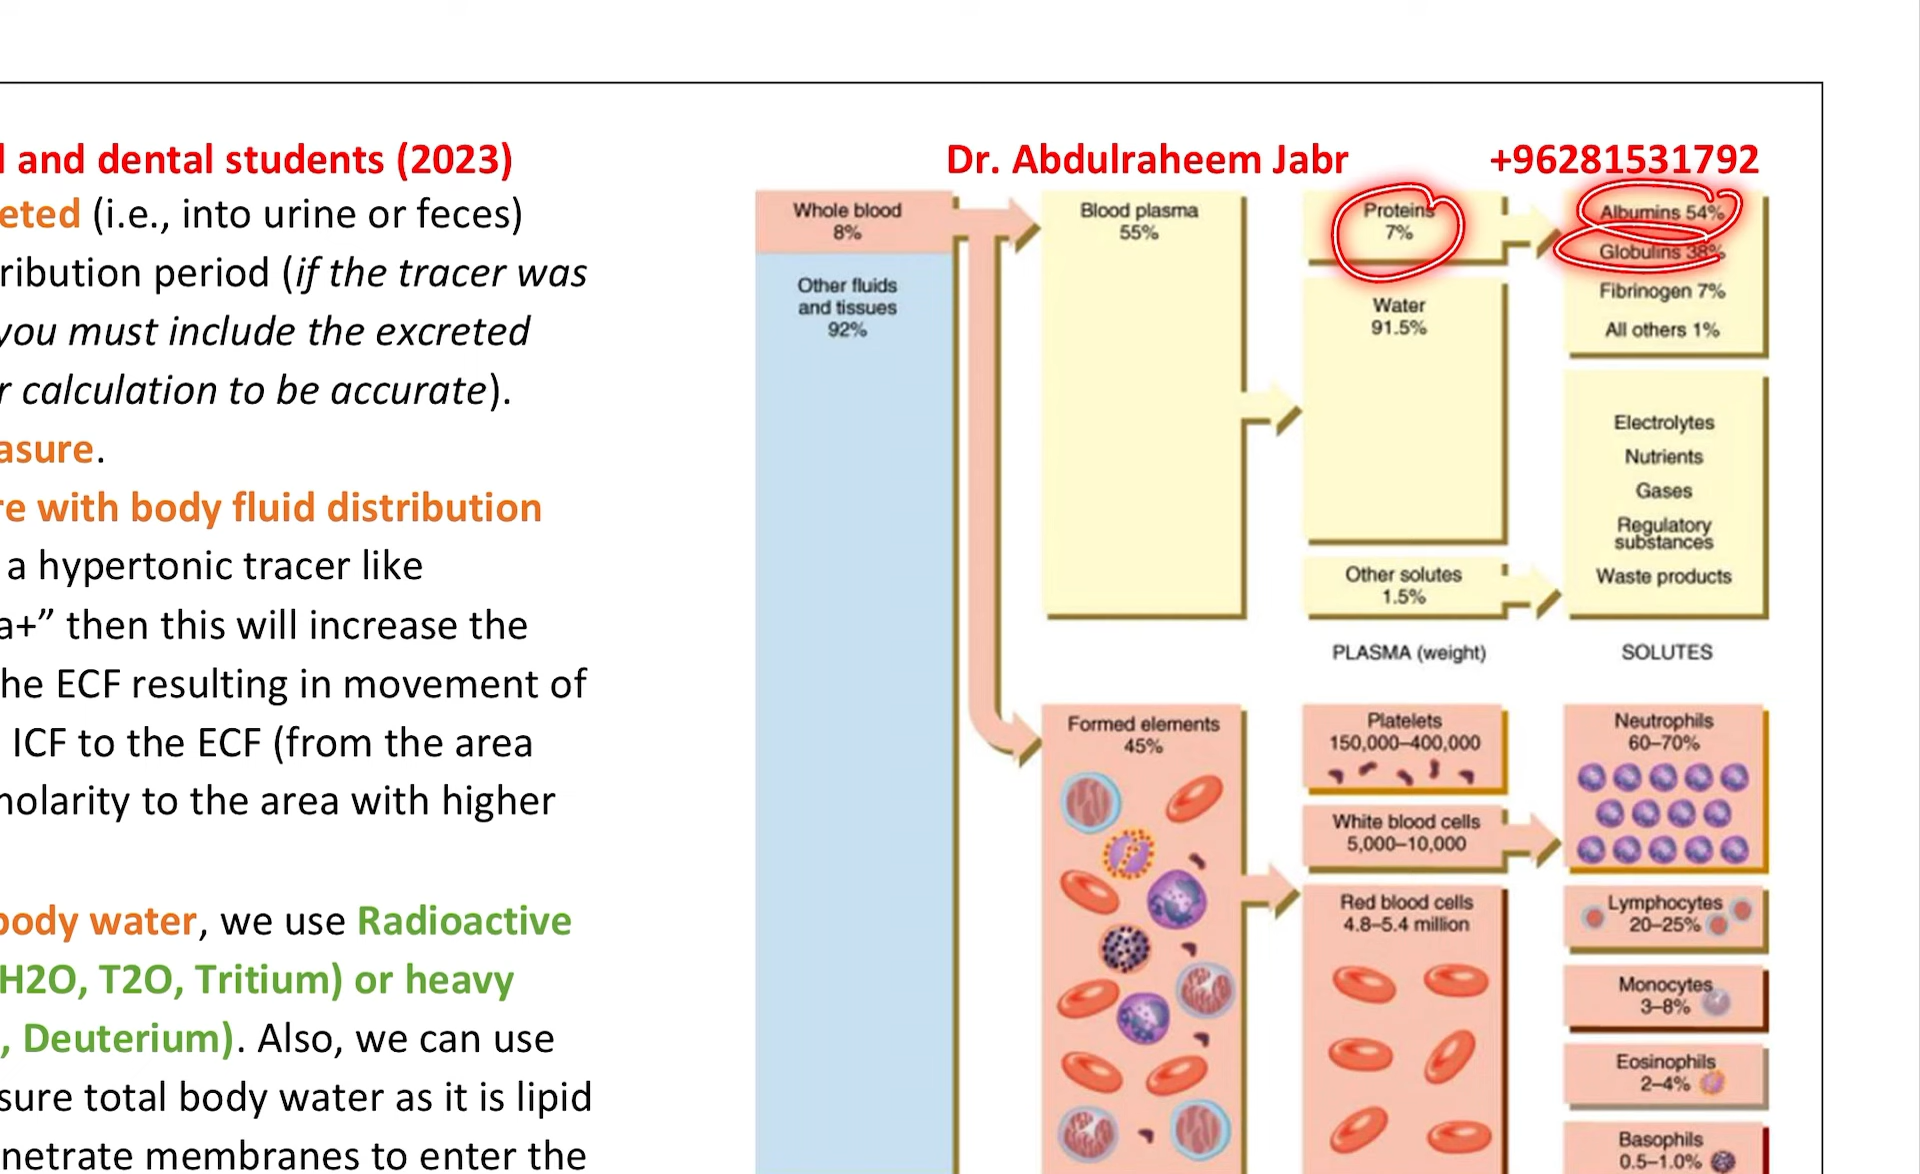 l and dental students (2023)
Dr. Abdulraheem Jabr
+96281531792
eted (i.e., into urine or feces)
ribution period (if the tracer was
you must include the excreted
r calculation to be accurate).
asure.
re with body fluid distribution
a hypertonic tracer like
a+” then this will increase the
he ECF resulting in movement of
ICF to the ECF (from the area
molarity to the area with higher
body water, we use Radioactive
H2O, T2O, Tritium) or heavy
, Deuterium). Also, we can use
sure total body water as it is lipid
netrate membranes to enter the
Whole blood
8%
Other fluids
and tissues
92%
Blood plasma
55%
Proteins
7%
Water
91.5%
Other solutes
1.5%
PLASMA (weight)
Albumins 54%
Globulins 38%
Fibrinogen 7%
All others 1%
Electrolytes
Nutrients
Gases
Regulatory
substances
Waste products
SOLUTES
Formed elements
45%
Platelets
150,000–400,000
White blood cells
5,000–10,000
Red blood cells
4.8–5.4 million
Neutrophils
60–70%
Lymphocytes
20–25%
Monocytes
3–8%
Eosinophils
2–4%
Basophils
0.5–1.0%